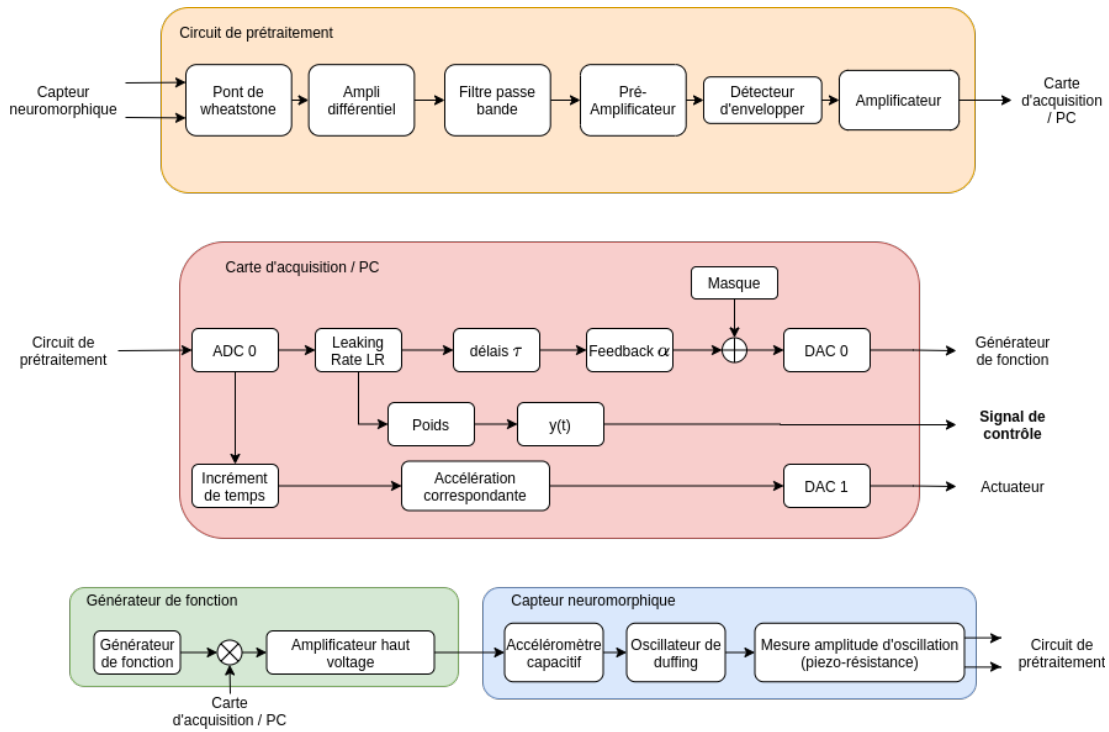 Circuit de prétraitement
Capteur
neuromorphique
Pont de
wheatstone
Ampli
différentiel
Filtre passe
bande
Pré-
Amplificateur
Détecteur
d'envelopper
Amplificateur
Carte
d'acquisition
/ PC
Carte d'acquisition / PC
Masque
Circuit de
prétraitement
ADC 0
Leaking
Rate LR
délais τ
Feedback α
DAC 0
Générateur
de fonction
Poids
y(t)
Signal de
contrôle
Incrément
de temps
Accélération
correspondante
DAC 1
Actuateur
Générateur de fonction
Générateur
de fonction
Amplificateur haut
voltage
Carte
d'acquisition / PC
Capteur neuromorphique
Accéléromètre
capacitif
Oscillateur de
duffing
Mesure amplitude d'oscillation
(piezo-résistance)
Circuit de
prétraitement